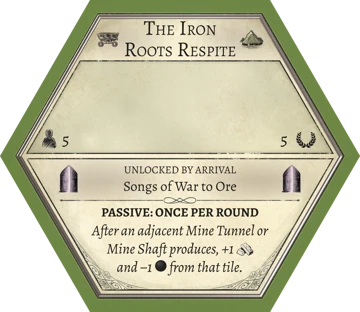 The Iron
Roots Respite
5 5
UNLOCKED BY ARRIVAL
Songs of War to Ore
PASSIVE: ONCE PER ROUND
After an adjacent Mine Tunnel or
Mine Shaft produces, +1
and −1 from that tile.